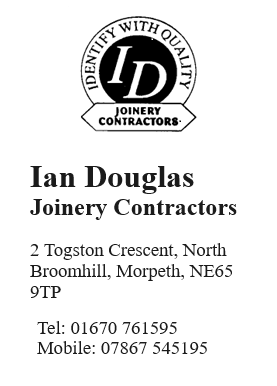 IDENTIFY WITH QUALITY
ID
JOINERY
CONTRACTORS
Ian Douglas
Joinery Contractors
2 Togston Crescent, North
Broomhill, Morpeth, NE65
9TP
Tel: 01670 761595
Mobile: 07867 545195